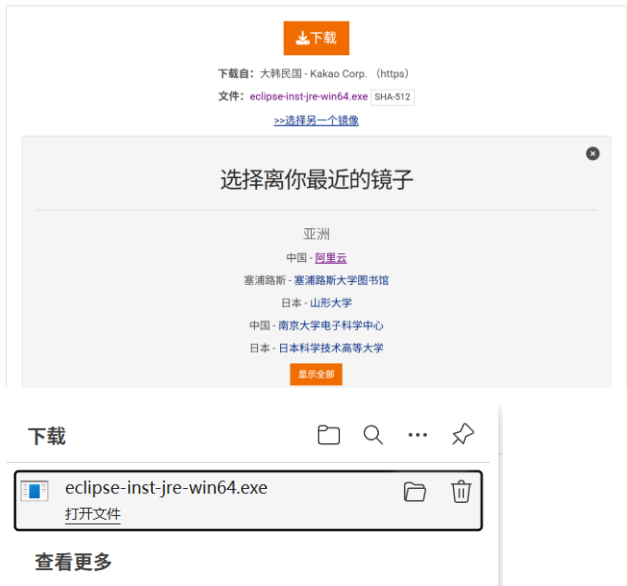 下载
下载自：大韩民国 - Kakao Corp. （https）
文件：eclipse-inst-jre-win64.exe SHA-512
>>选择另一个镜像
选择离你最近的镜子
亚洲
中国 - 阿里云
塞浦路斯 - 塞浦路斯大学图书馆
日本 - 山形大学
中国 - 南京大学电子科学中心
日本 - 日本科学技术高等大学
显示全部
下载
eclipse-inst-jre-win64.exe
打开文件
查看更多